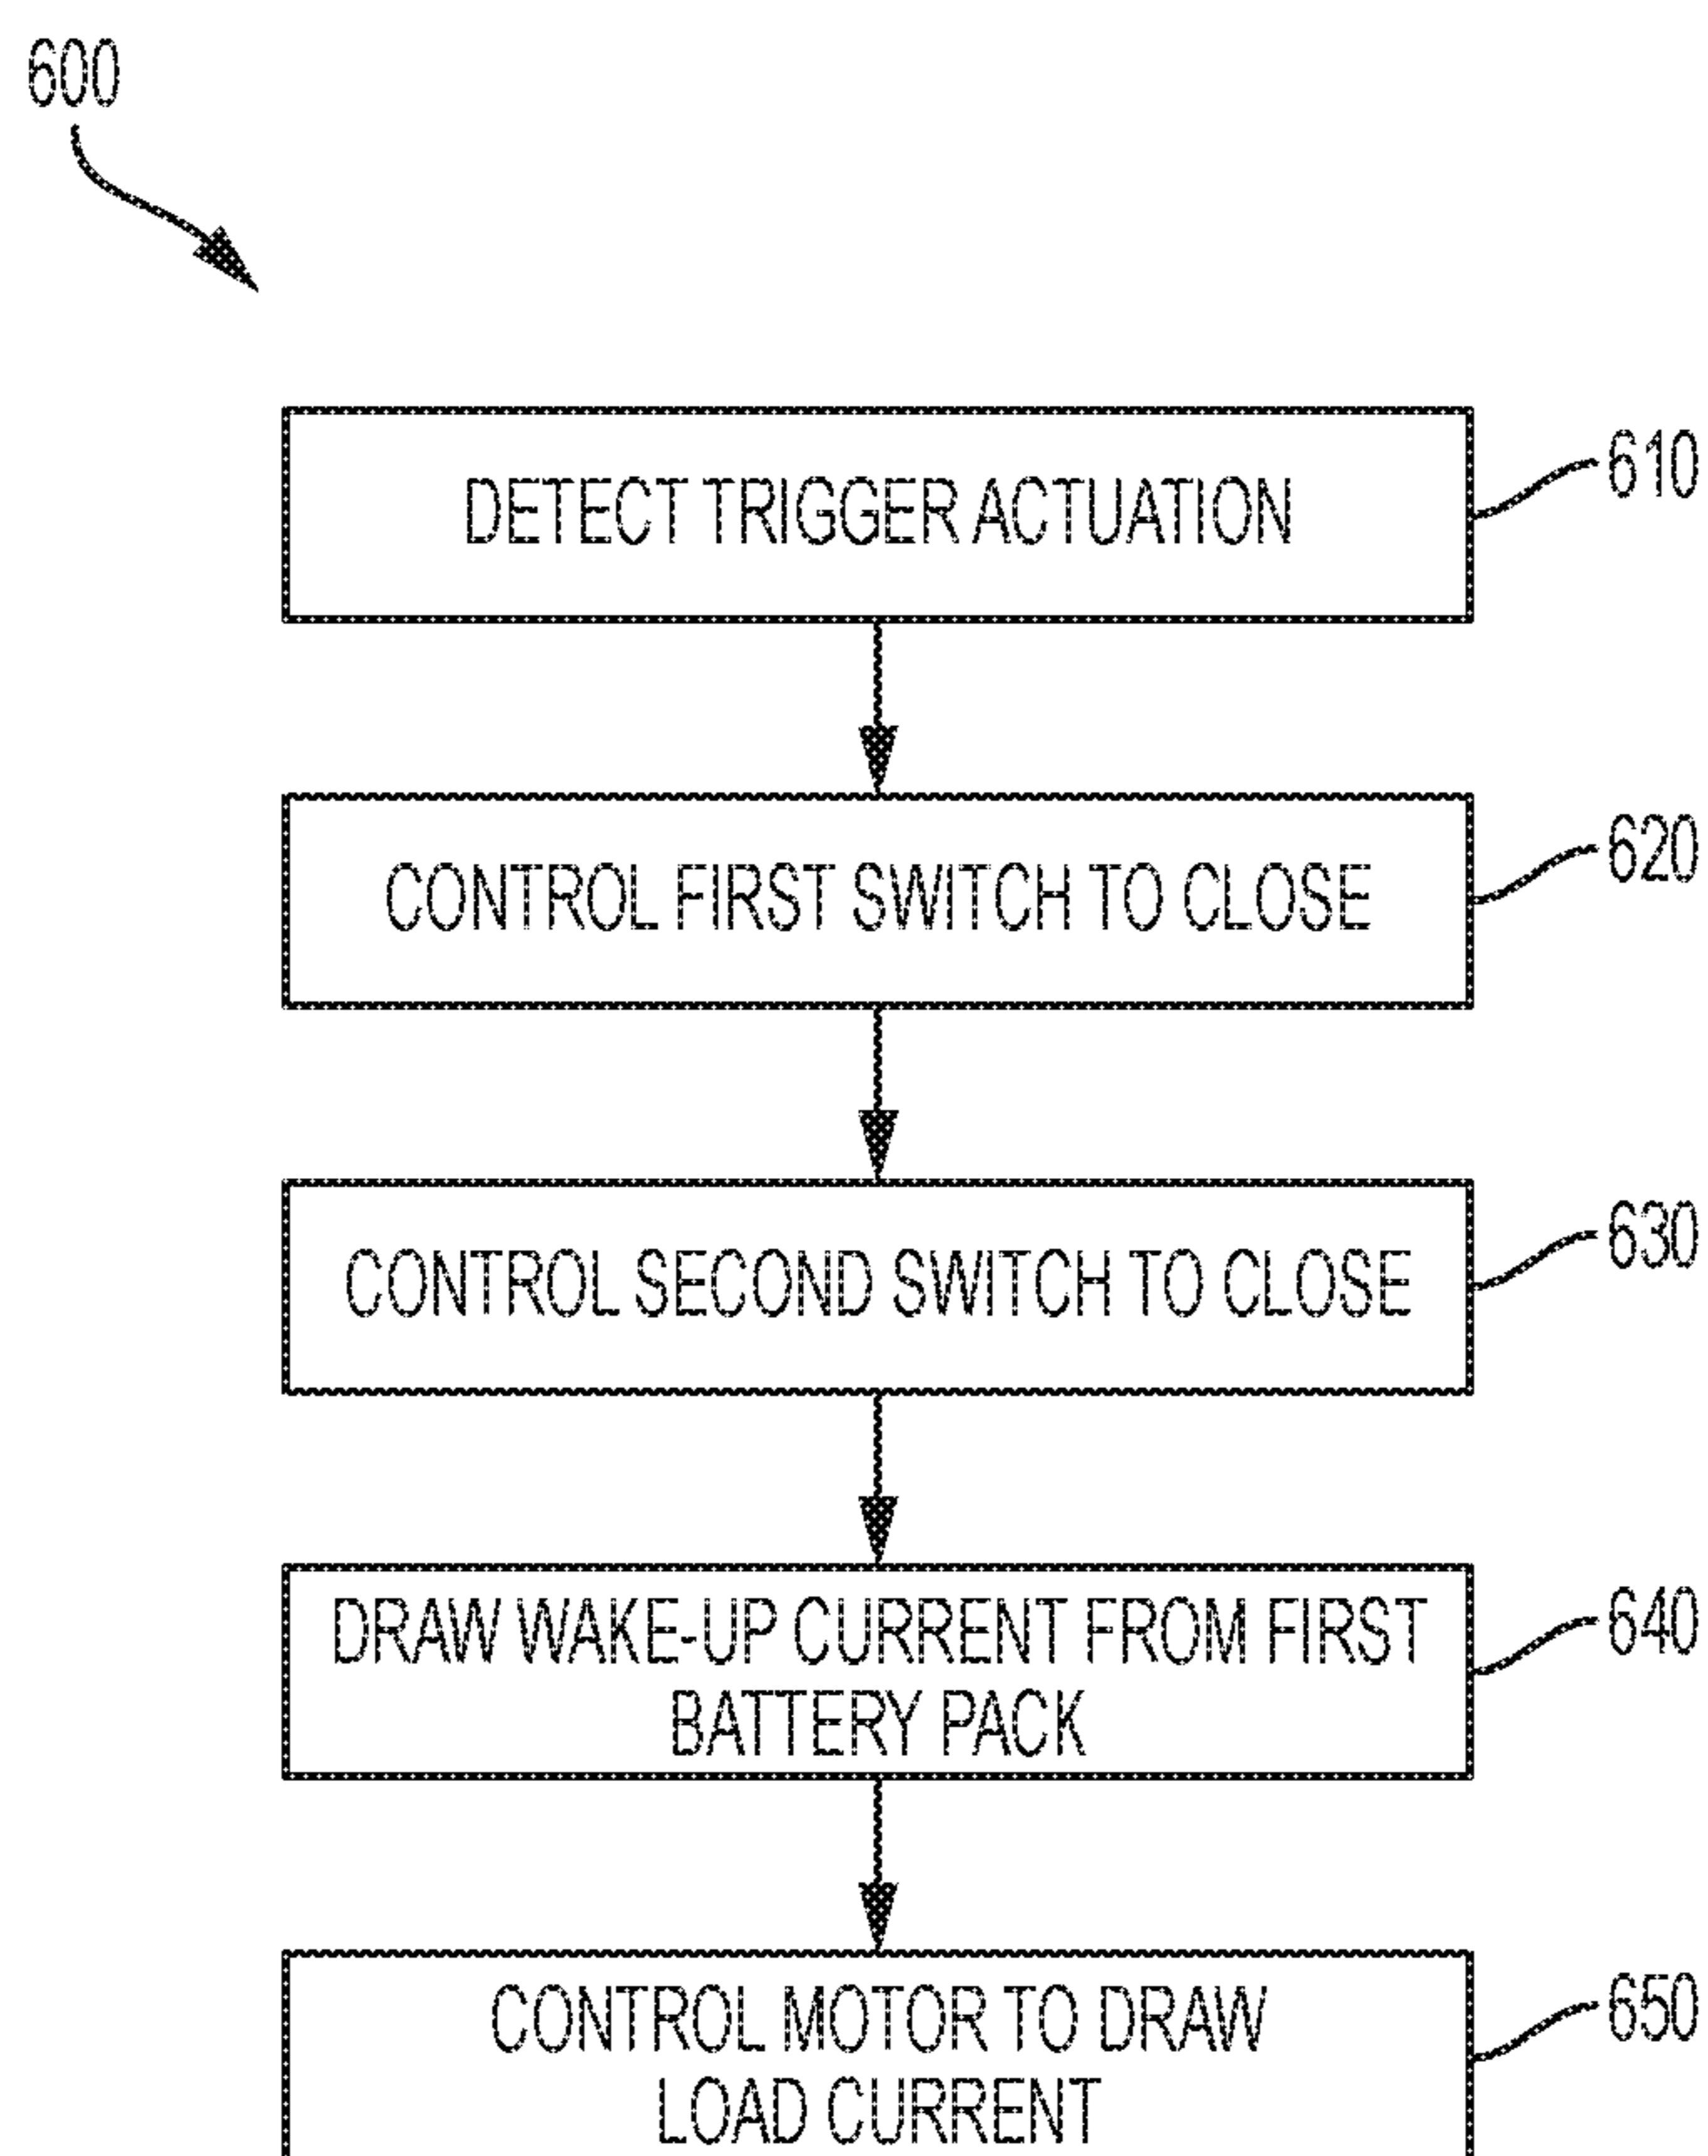 600
DETECT TRIGGER ACTUATION
610
CONTROL FIRST SWITCH TO CLOSE
620
CONTROL SECOND SWITCH TO CLOSE
630
DRAW WAKE-UP CURRENT FROM FIRST
BATTERY PACK
640
CONTROL MOTOR TO DRAW
LOAD CURRENT
650